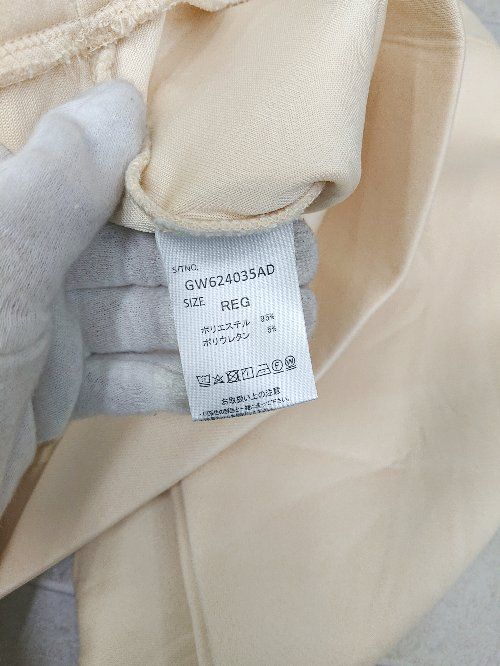 S/TNO.
GW624035AD
SIZE REG
ポリエステル 95%
ポリウレタン 5%
お取扱い上の注意